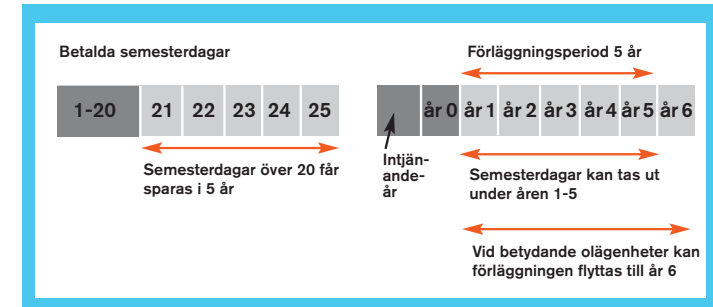 Betalda semesterdagar
1-20 21 22 23 24 25
Semesterdagar över 20 får
sparas i 5 år
Förläggningsperiod 5 år
år 0 år 1 år 2 år 3 år 4 år 5 år 6
Intjän-
ande-
år
Semesterdagar kan tas ut
under åren 1-5
Vid betydande olägenheter kan
förläggningen flyttas till år 6